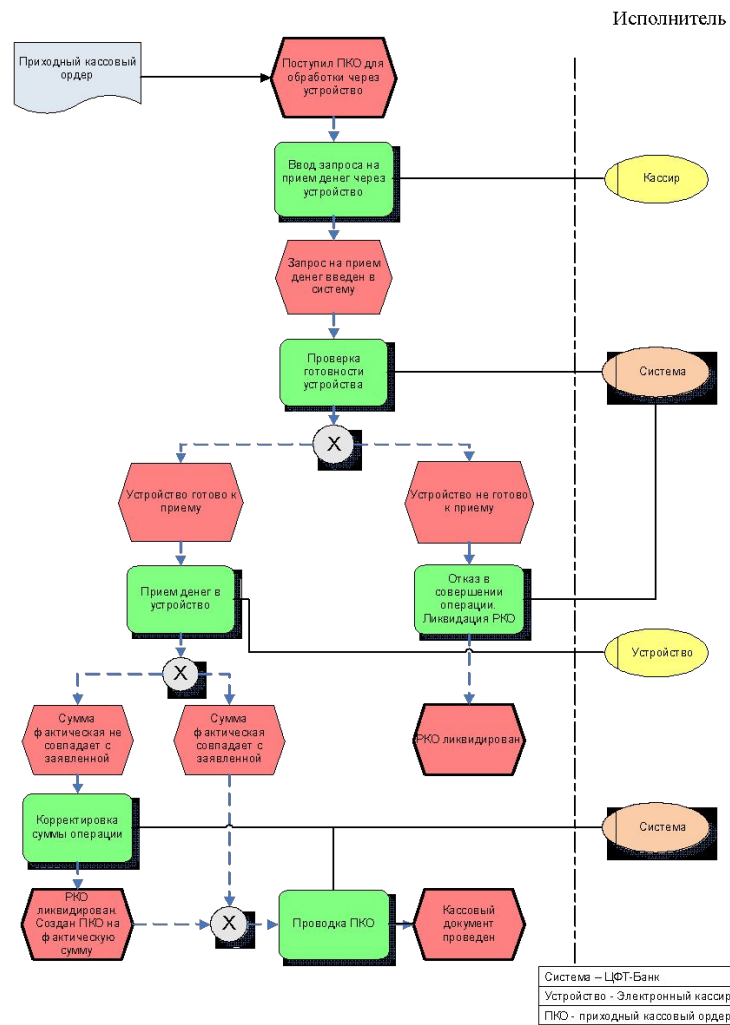 Исполнитель
Приходный кассовый
ордер
Поступил ПКО для
обработки через
устройство
Ввод запроса на
прием денег через
устройство
Кассир
Запрос на прием
денег введен в
систему
Проверка
готовности
устройства
Система
X
Устройство готово к
приему
Устройство не готово
к приему
Прием денег в
устройство
Отказ в
совершении
операции.
Ликвидация РКО
Устройство
X
Сумма
фактическая не
совпадает с
заявленной
Сумма
фактическая
совпадает с
заявленной
РКО ликвидирован
Корректировка
суммы операции
Система
РКО
ликвидирован.
Создан ПКО на
фактическую
сумму
X
Проводка ПКО
Кассовый
документ
проведен
Система – ЦФТ-Банк
Устройство - Электронный кассир
ПКО - приходный кассовый ордер